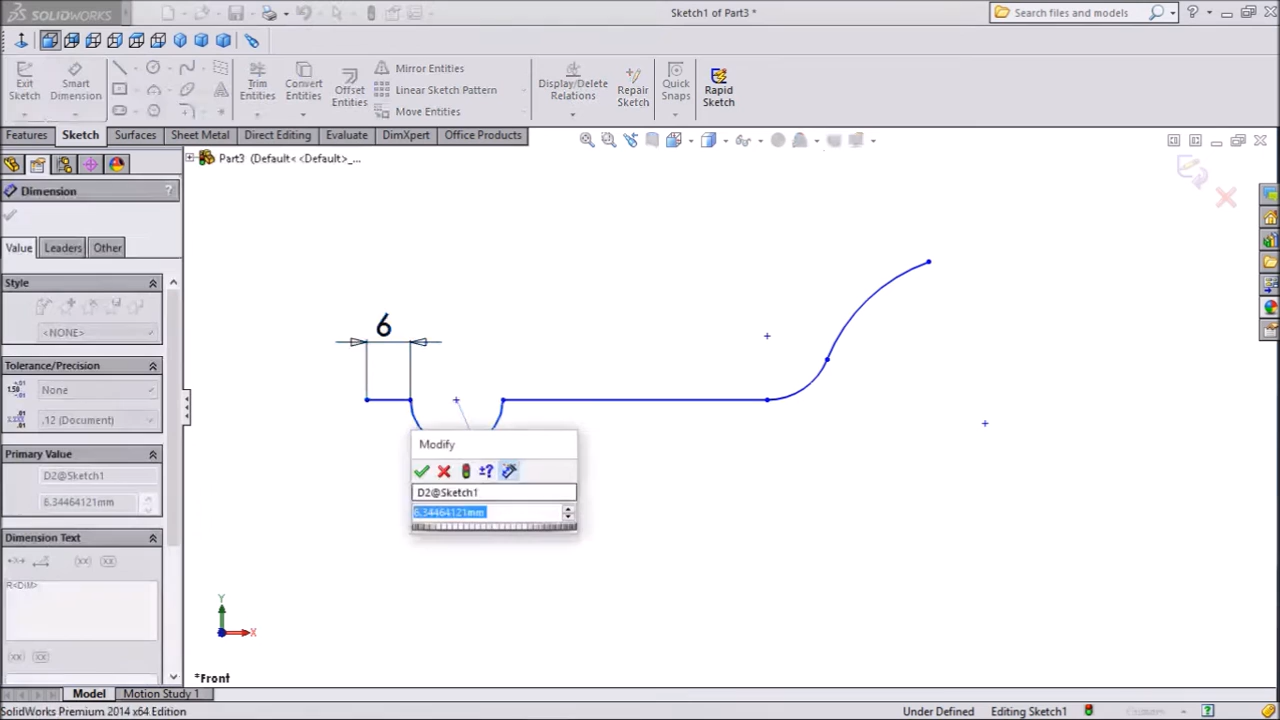 SOLIDWORKS
Sketch1 of Part3 *
Search files and models
Exit Sketch
Smart Dimension
Trim Entities
Convert Entities
Offset Entities
Mirror Entities
Linear Sketch Pattern
Move Entities
Display/Delete Relations
Repair Sketch
Quick Snaps
Rapid Sketch
Features
Sketch
Surfaces
Sheet Metal
Direct Editing
Evaluate
DimXpert
Office Products
Part3 (Default<<Default>_...
Dimension
?
Value
Leaders
Other
Style
<NONE>
Tolerance/Precision
None
.12 (Document)
Primary Value
D2@Sketch1
6.34464121mm
Dimension Text
R<DIM>
6
Modify
D2@Sketch1
6.34464121mm
Y
X
*Front
Model
Motion Study 1
SolidWorks Premium 2014 x64 Edition
Under Defined
Editing Sketch1